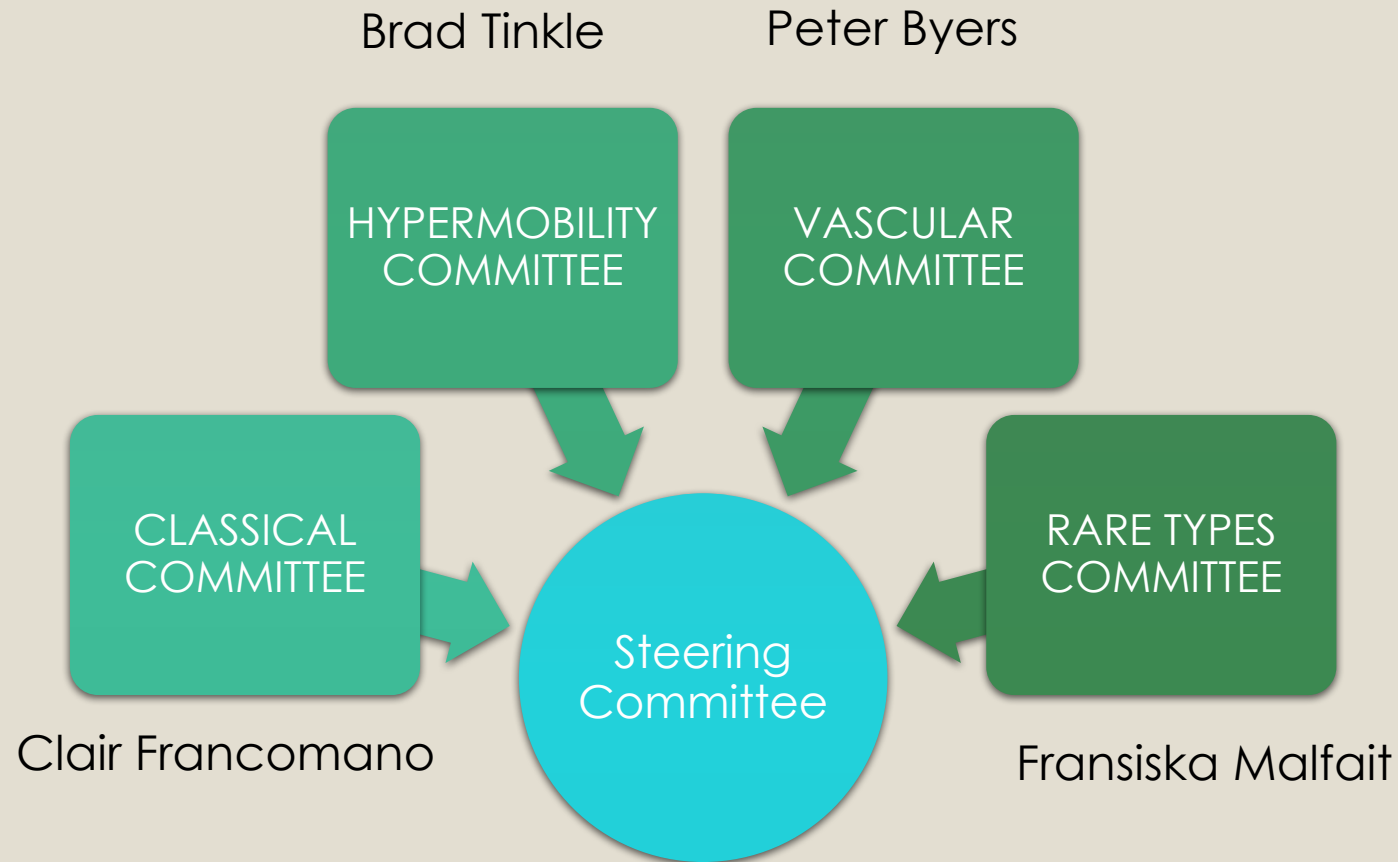 Brad Tinkle
Peter Byers
HYPERMOBILITY
COMMITTEE
VASCULAR
COMMITTEE
CLASSICAL
COMMITTEE
RARE TYPES
COMMITTEE
Steering
Committee
Clair Francomano
Fransiska Malfait